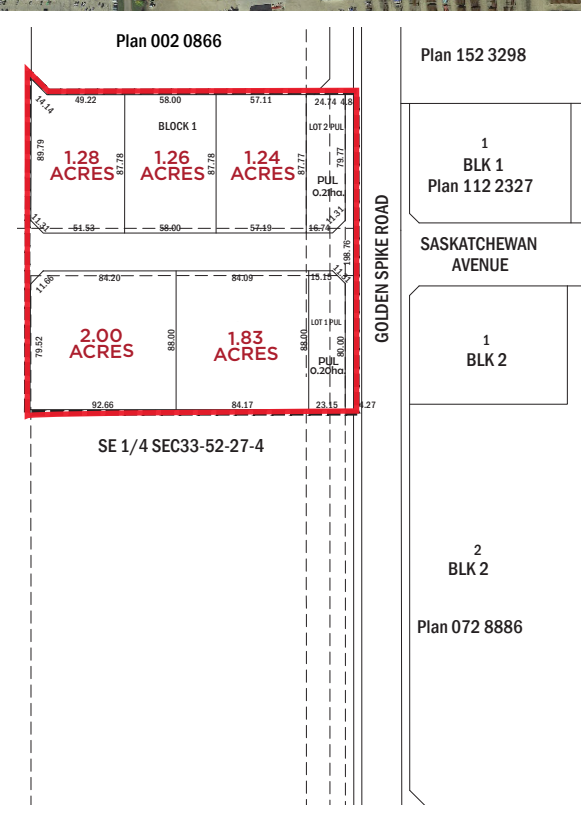 Plan 002 0866
Plan 152 3298
14.14
49.22
58.00
57.11
24.74
4.8
BLOCK 1
LOT 2 PUL
89.79
1.28
ACRES
87.78
1.26
ACRES
87.78
1.24
ACRES
87.77
79.77
PUL
0.21ha.
11.31
51.53
58.00
57.19
16.74
11.31
1
BLK 1
Plan 112 2327
GOLDEN SPIKE ROAD
SASKATCHEWAN
AVENUE
198.76
11.66
84.20
84.09
15.15
11.31
79.52
2.00
ACRES
88.00
1.83
ACRES
88.00
LOT 1 PUL
80.00
PUL
0.20ha.
1
BLK 2
92.66
84.17
23.15
4.27
SE 1/4 SEC33-52-27-4
2
BLK 2
Plan 072 8886